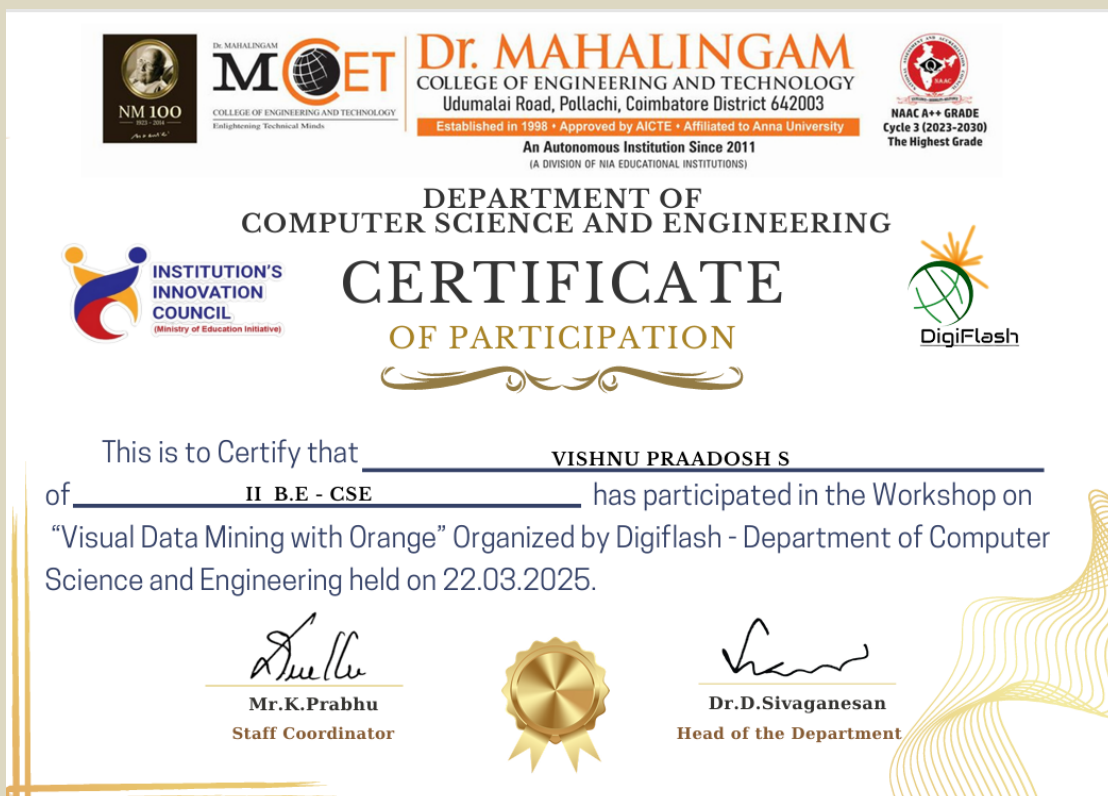 NM 100
1923 - 2014
Dr. MAHALINGAM
MCET
COLLEGE OF ENGINEERING AND TECHNOLOGY
Enlightening Technical Minds
Dr. MAHALINGAM
COLLEGE OF ENGINEERING AND TECHNOLOGY
Udumalai Road, Pollachi, Coimbatore District 642003
Established in 1998 • Approved by AICTE • Affiliated to Anna University
An Autonomous Institution Since 2011
(A DIVISION OF NIA EDUCATIONAL INSTITUTIONS)
NAAC
NAAC A++ GRADE
Cycle 3 (2023-2030)
The Highest Grade
DEPARTMENT OF
COMPUTER SCIENCE AND ENGINEERING
INSTITUTION'S
INNOVATION
COUNCIL
(Ministry of Education Initiative)
CERTIFICATE
OF PARTICIPATION
DigiFlash
This is to Certify that VISHNU PRAADOSH S
of II B.E - CSE has participated in the Workshop on
“Visual Data Mining with Orange” Organized by Digiflash - Department of Computer
Science and Engineering held on 22.03.2025.
Mr.K.Prabhu
Staff Coordinator
Dr.D.Sivaganesan
Head of the Department